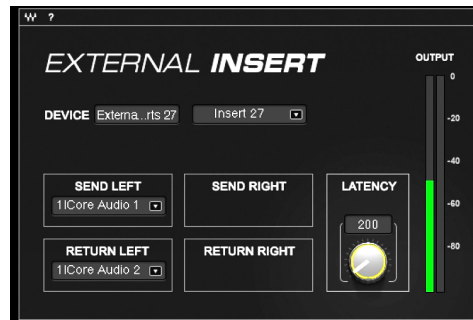 ?
EXTERNAL INSERT
OUTPUT
0
DEVICE Externa...rts 27 Insert 27
-20
-40
SEND LEFT SEND RIGHT LATENCY
1ICore Audio 1
200
-60
RETURN LEFT RETURN RIGHT
1ICore Audio 2
-80